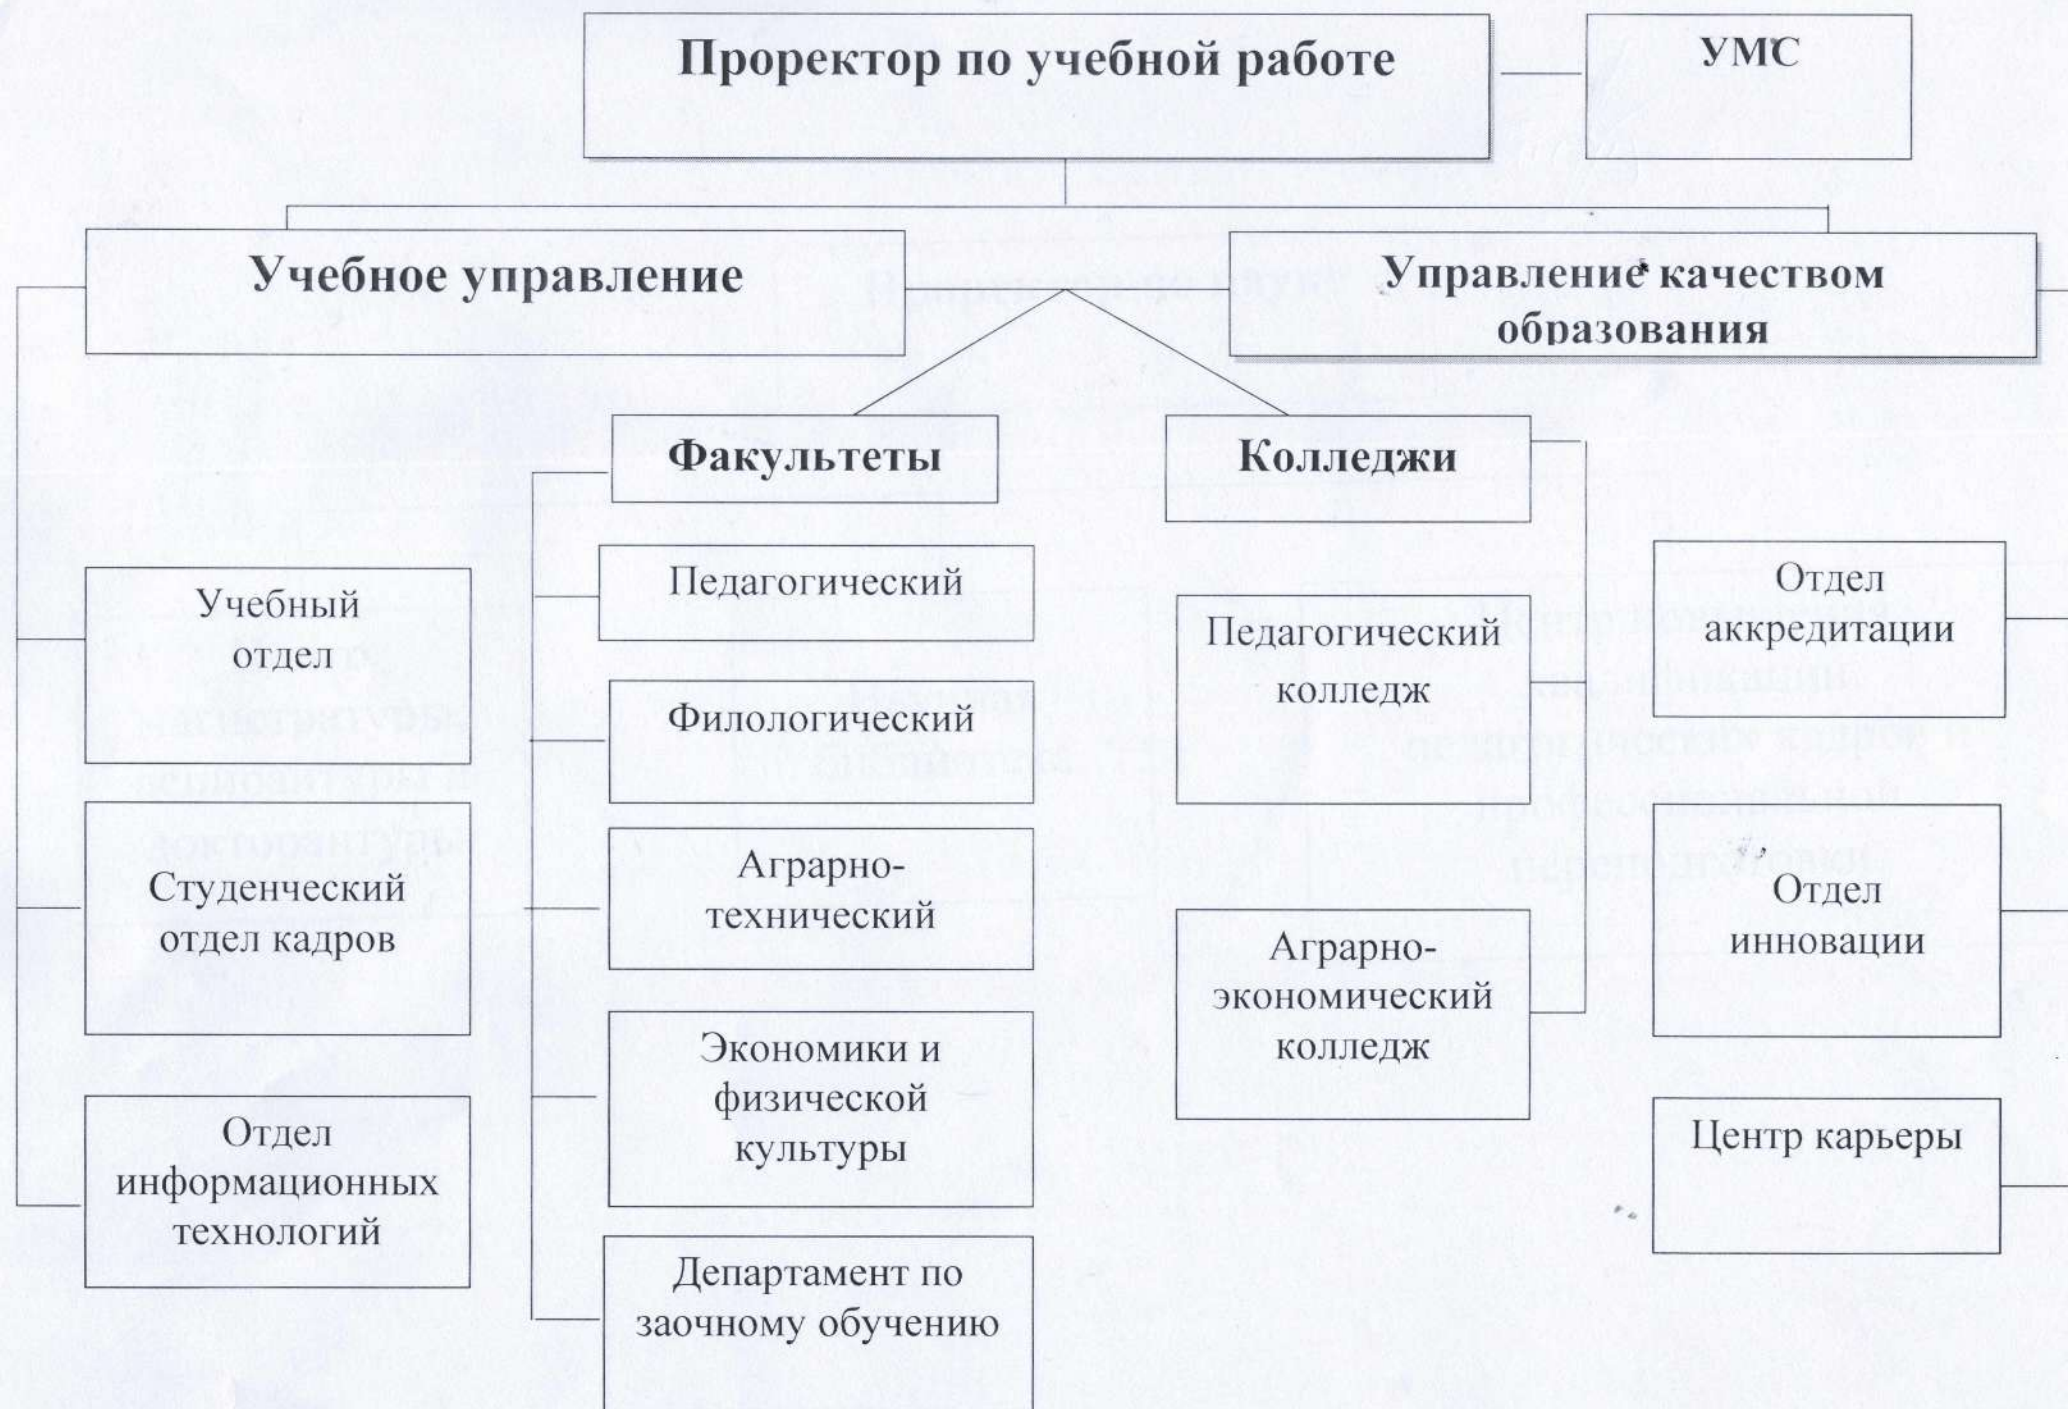 Проректор по учебной работе
УМС
Учебное управление
Управление качеством
образования
Факультеты
Колледжи
Учебный
отдел
Студенческий
отдел кадров
Отдел
информационных
технологий
Педагогический
Филологический
Аграрно-
технический
Экономики и
физической
культуры
Департамент по
заочному обучению
Педагогический
колледж
Аграрно-
экономический
колледж
Отдел
аккредитации
Отдел
инновации
Центр карьеры